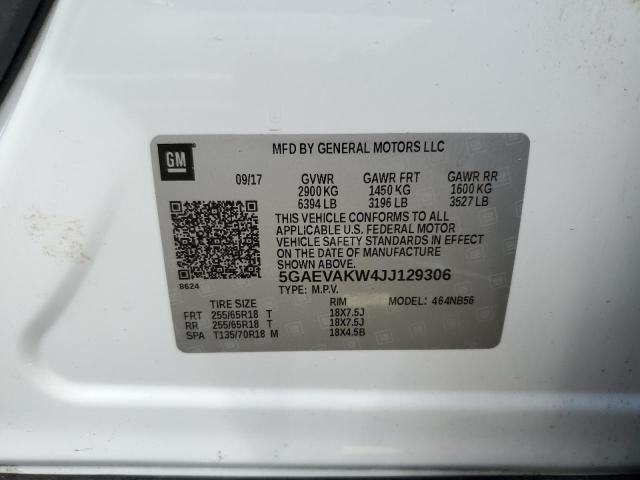 GM
MFD BY GENERAL MOTORS LLC
09/17 GVWR GAWR FRT GAWR RR
2900 KG 1450 KG 1600 KG
6394 LB 3196 LB 3527 LB
THIS VEHICLE CONFORMS TO ALL
APPLICABLE U.S. FEDERAL MOTOR
VEHICLE SAFETY STANDARDS IN EFFECT
ON THE DATE OF MANUFACTURE
SHOWN ABOVE.
8624
5GAEVAKW4JJ129306
TYPE: M.P.V.
TIRE SIZE RIM MODEL: 464NB56
FRT 255/65R18 T 18X7.5J
RR 255/65R18 T 18X7.5J
SPA T135/70R18 M 18X4.5B